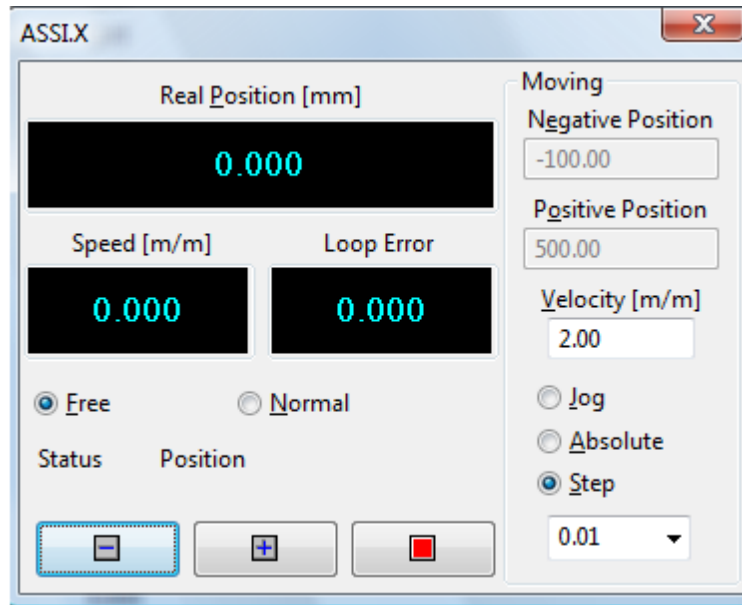 ASSI.X
Real Position [mm]
0.000
Speed [m/m]
Loop Error
0.000
0.000
Free
Normal
Status
Position
Moving
Negative Position
-100.00
Positive Position
500.00
Velocity [m/m]
2.00
Jog
Absolute
Step
0.01